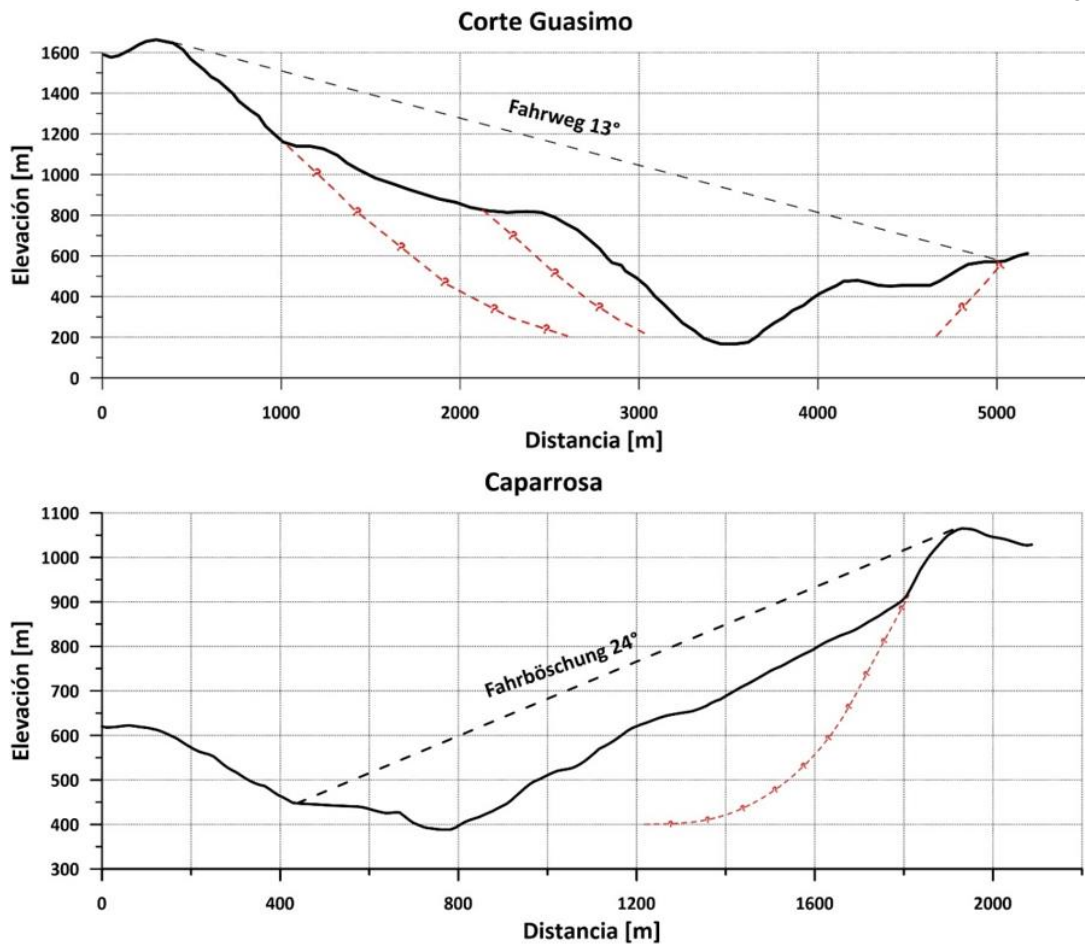 Corte Guasimo
1600
1400
1200
1000
800
600
400
200
0
Elevación [m]
Fahrweg 13°
? ? ? ? ? ?
? ? ?
? ?
0 1000 2000 3000 4000 5000
Distancia [m]
Caparrosa
1100
1000
900
800
700
600
500
400
300
Elevación [m]
Fahrböschung 24°
0 400 800 1200 1600 2000
Distancia [m]